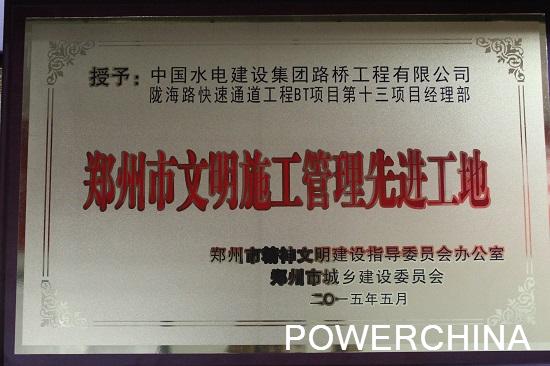 授予：中国水电建设集团路桥工程有限公司
陇海路快速通道工程BT项目第十三项目经理部
郑州市文明施工管理先进工地
郑州市精神文明建设指导委员会办公室
郑州市城乡建设委员会
二〇一五年五月
POWERCHINA